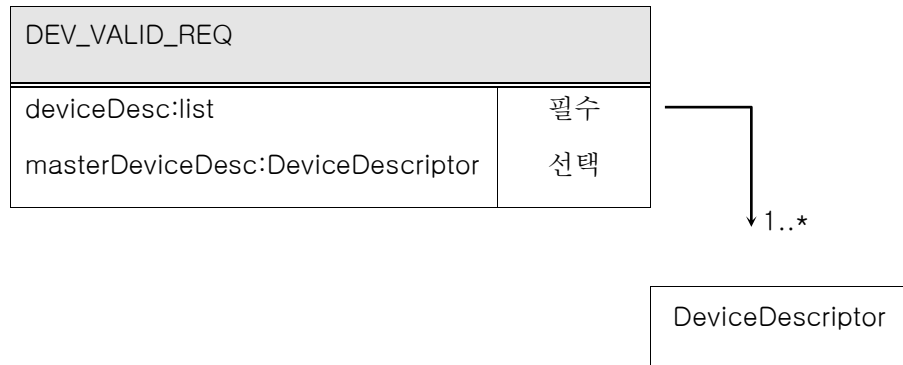 DEV_VALID_REQ
deviceDesc:list 필수
masterDeviceDesc:DeviceDescriptor 선택
1..*
DeviceDescriptor